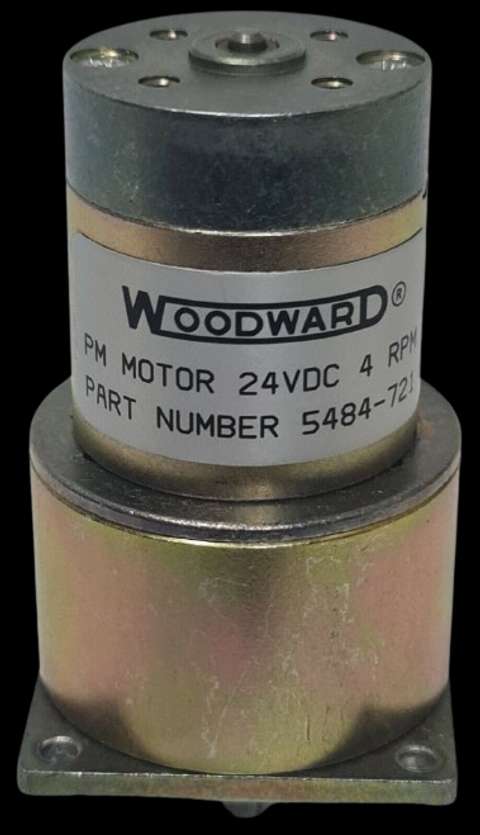 WOODWARD®
PM MOTOR 24VDC 4 RPM
PART NUMBER 5484-721